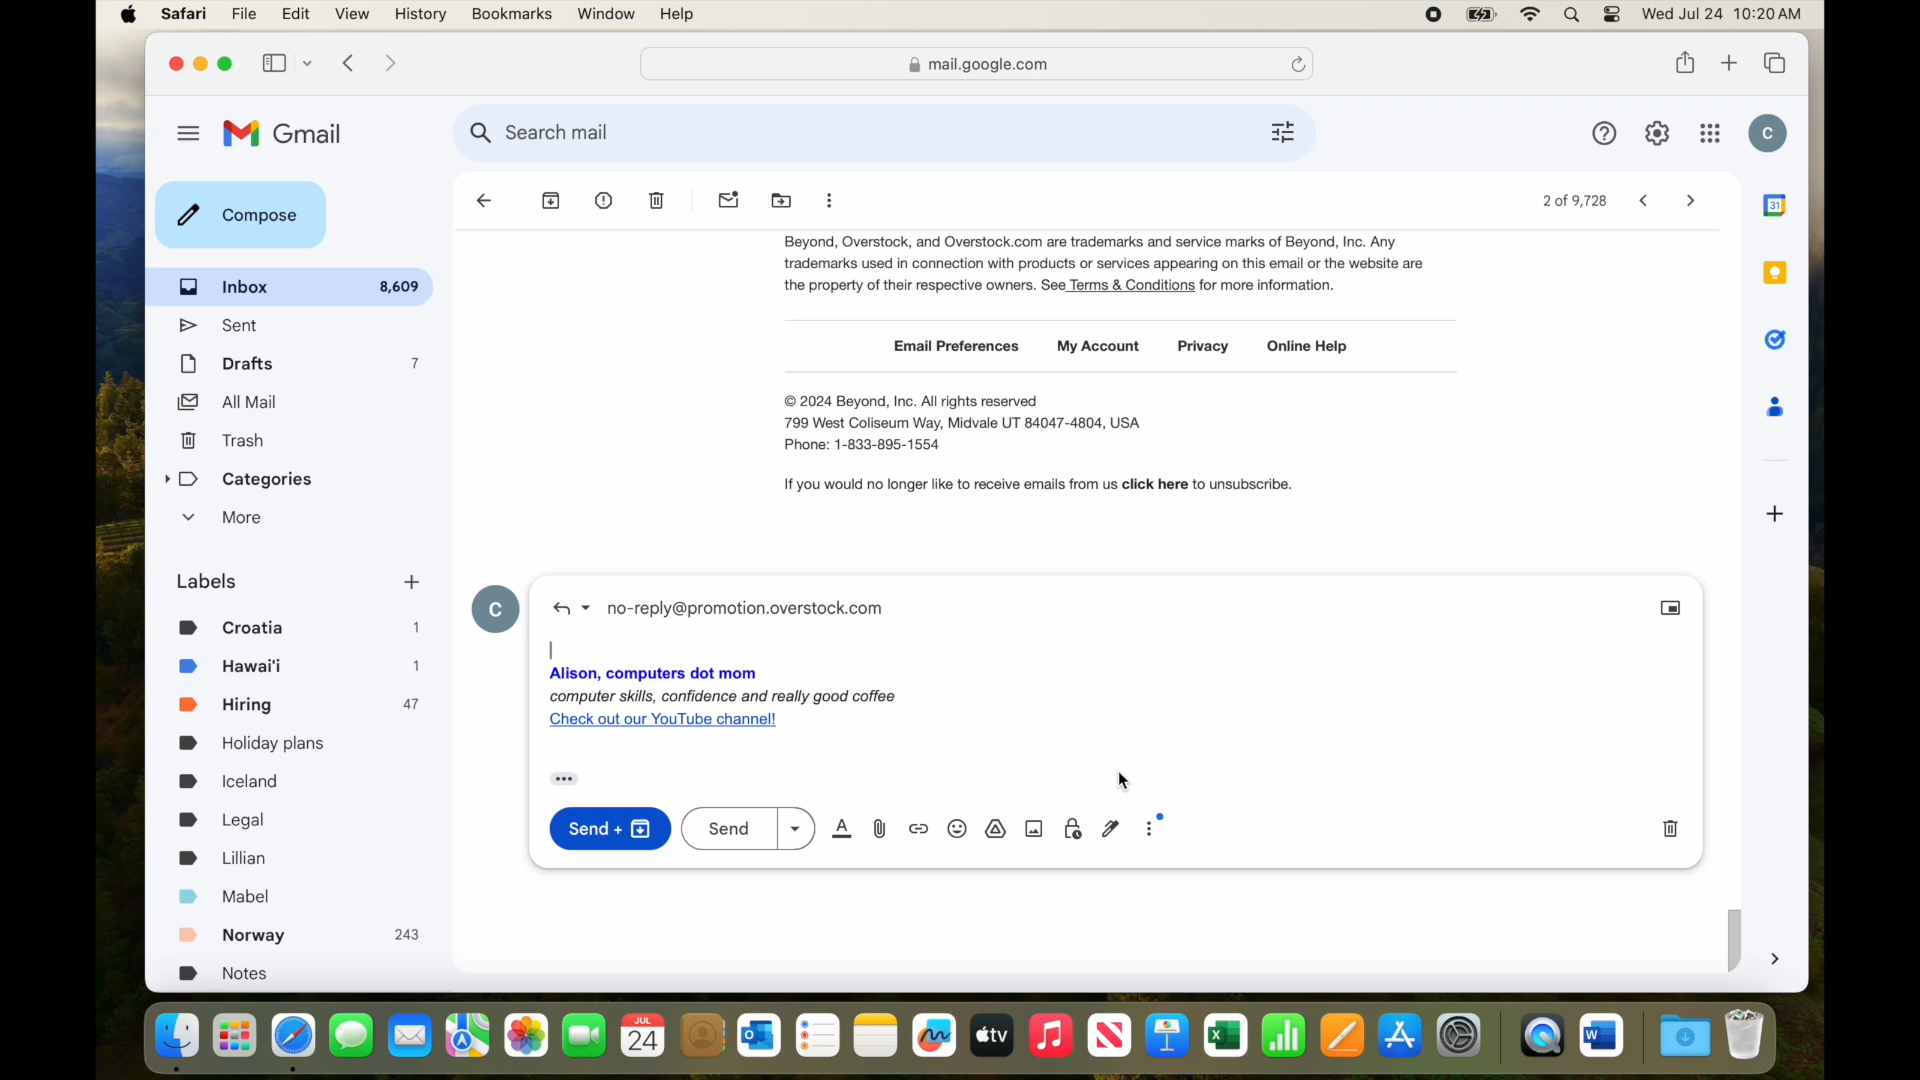 Safari File Edit View History Bookmarks Window Help Wed Jul 24 10:20 AM
mail.google.com
Gmail
Search mail
C
Compose
2 of 9,728
31
Inbox 8,609
Sent
Drafts 7
All Mail
Trash
Categories
More
Labels
Croatia 1
Hawai'i 1
Hiring 47
Holiday plans
Iceland
Legal
Lillian
Mabel
Norway 243
Notes
Beyond, Overstock, and Overstock.com are trademarks and service marks of Beyond, Inc. Any
trademarks used in connection with products or services appearing on this email or the website are
the property of their respective owners. See Terms & Conditions for more information.
Email Preferences My Account Privacy Online Help
© 2024 Beyond, Inc. All rights reserved
799 West Coliseum Way, Midvale UT 84047-4804, USA
Phone: 1-833-895-1554
If you would no longer like to receive emails from us click here to unsubscribe.
C
no-reply@promotion.overstock.com
Alison, computers dot mom
computer skills, confidence and really good coffee
Check out our YouTube channel!
Send + Send
JUL
24
tv
W
X